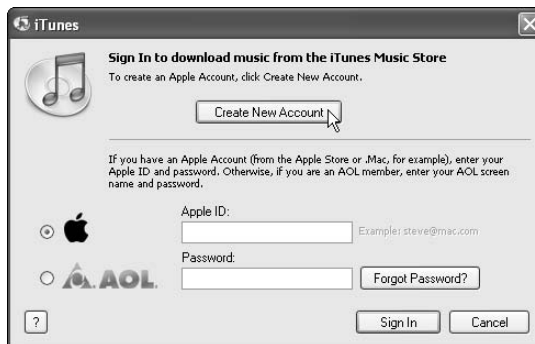 iTunes
Sign In to download music from the iTunes Music Store
To create an Apple Account, click Create New Account.
Create New Account
If you have an Apple Account (from the Apple Store or .Mac, for example), enter your
Apple ID and password. Otherwise, if you are an AOL member, enter your AOL screen
name and password.
Apple ID:
Example: steve@mac.com
Password:
AOL.
Forgot Password?
?
Sign In
Cancel